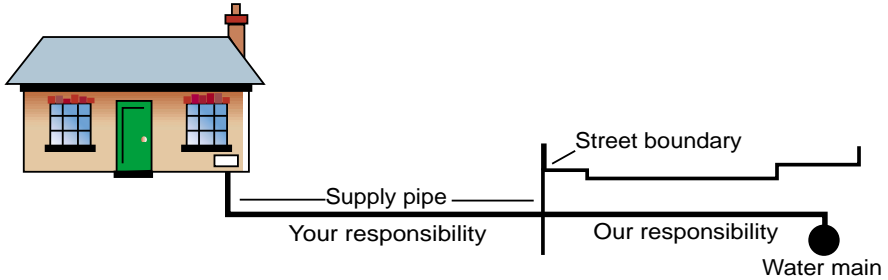 Street boundary
Supply pipe
Your responsibility
Our responsibility
Water main